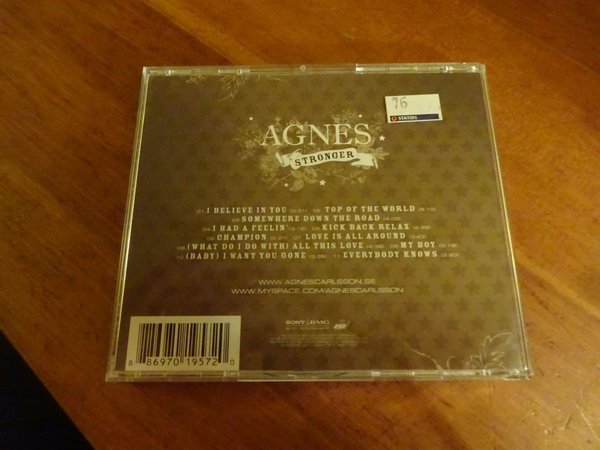 76
STATOIL
AGNES
STRONGER
I BELIEVE IN YOU TOP OF THE WORLD
SOMEWHERE DOWN THE ROAD
I HAD A FEELIN' KICK BACK RELAX
CHAMPION LOVE IS ALL AROUND
(WHAT DO I DO WITH) ALL THIS LOVE MY BOY
(BABY) I WANT YOU GONE EVERYBODY KNOWS
WWW.AGNESCARLSSON.SE
WWW.MYSPACE.COM/AGNESCARLSSON
SONY BMG
8 86970 19572 0